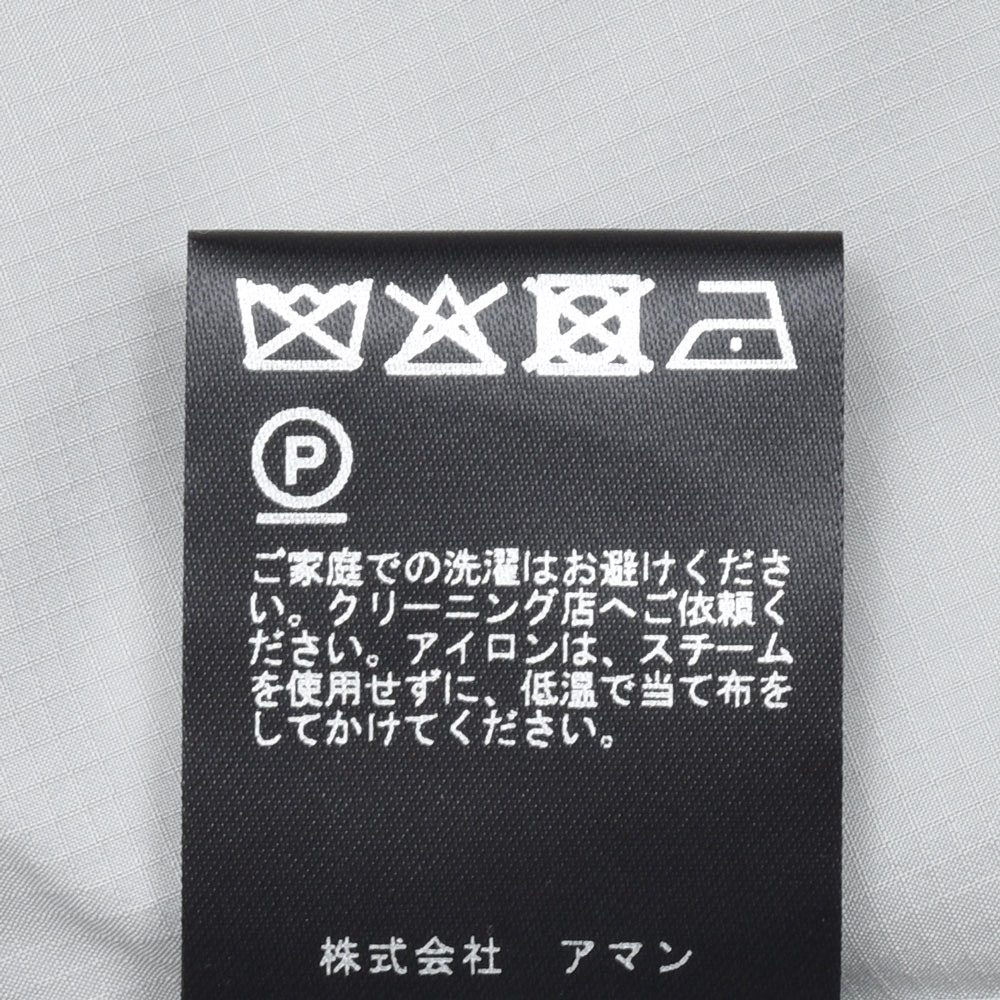 P
ご家庭での洗濯はお避けくださ
い。クリーニング店へご依頼く
ださい。アイロンは、スチーム
を使用せずに、低温で当て布を
してかけてください。
株式会社 アマン